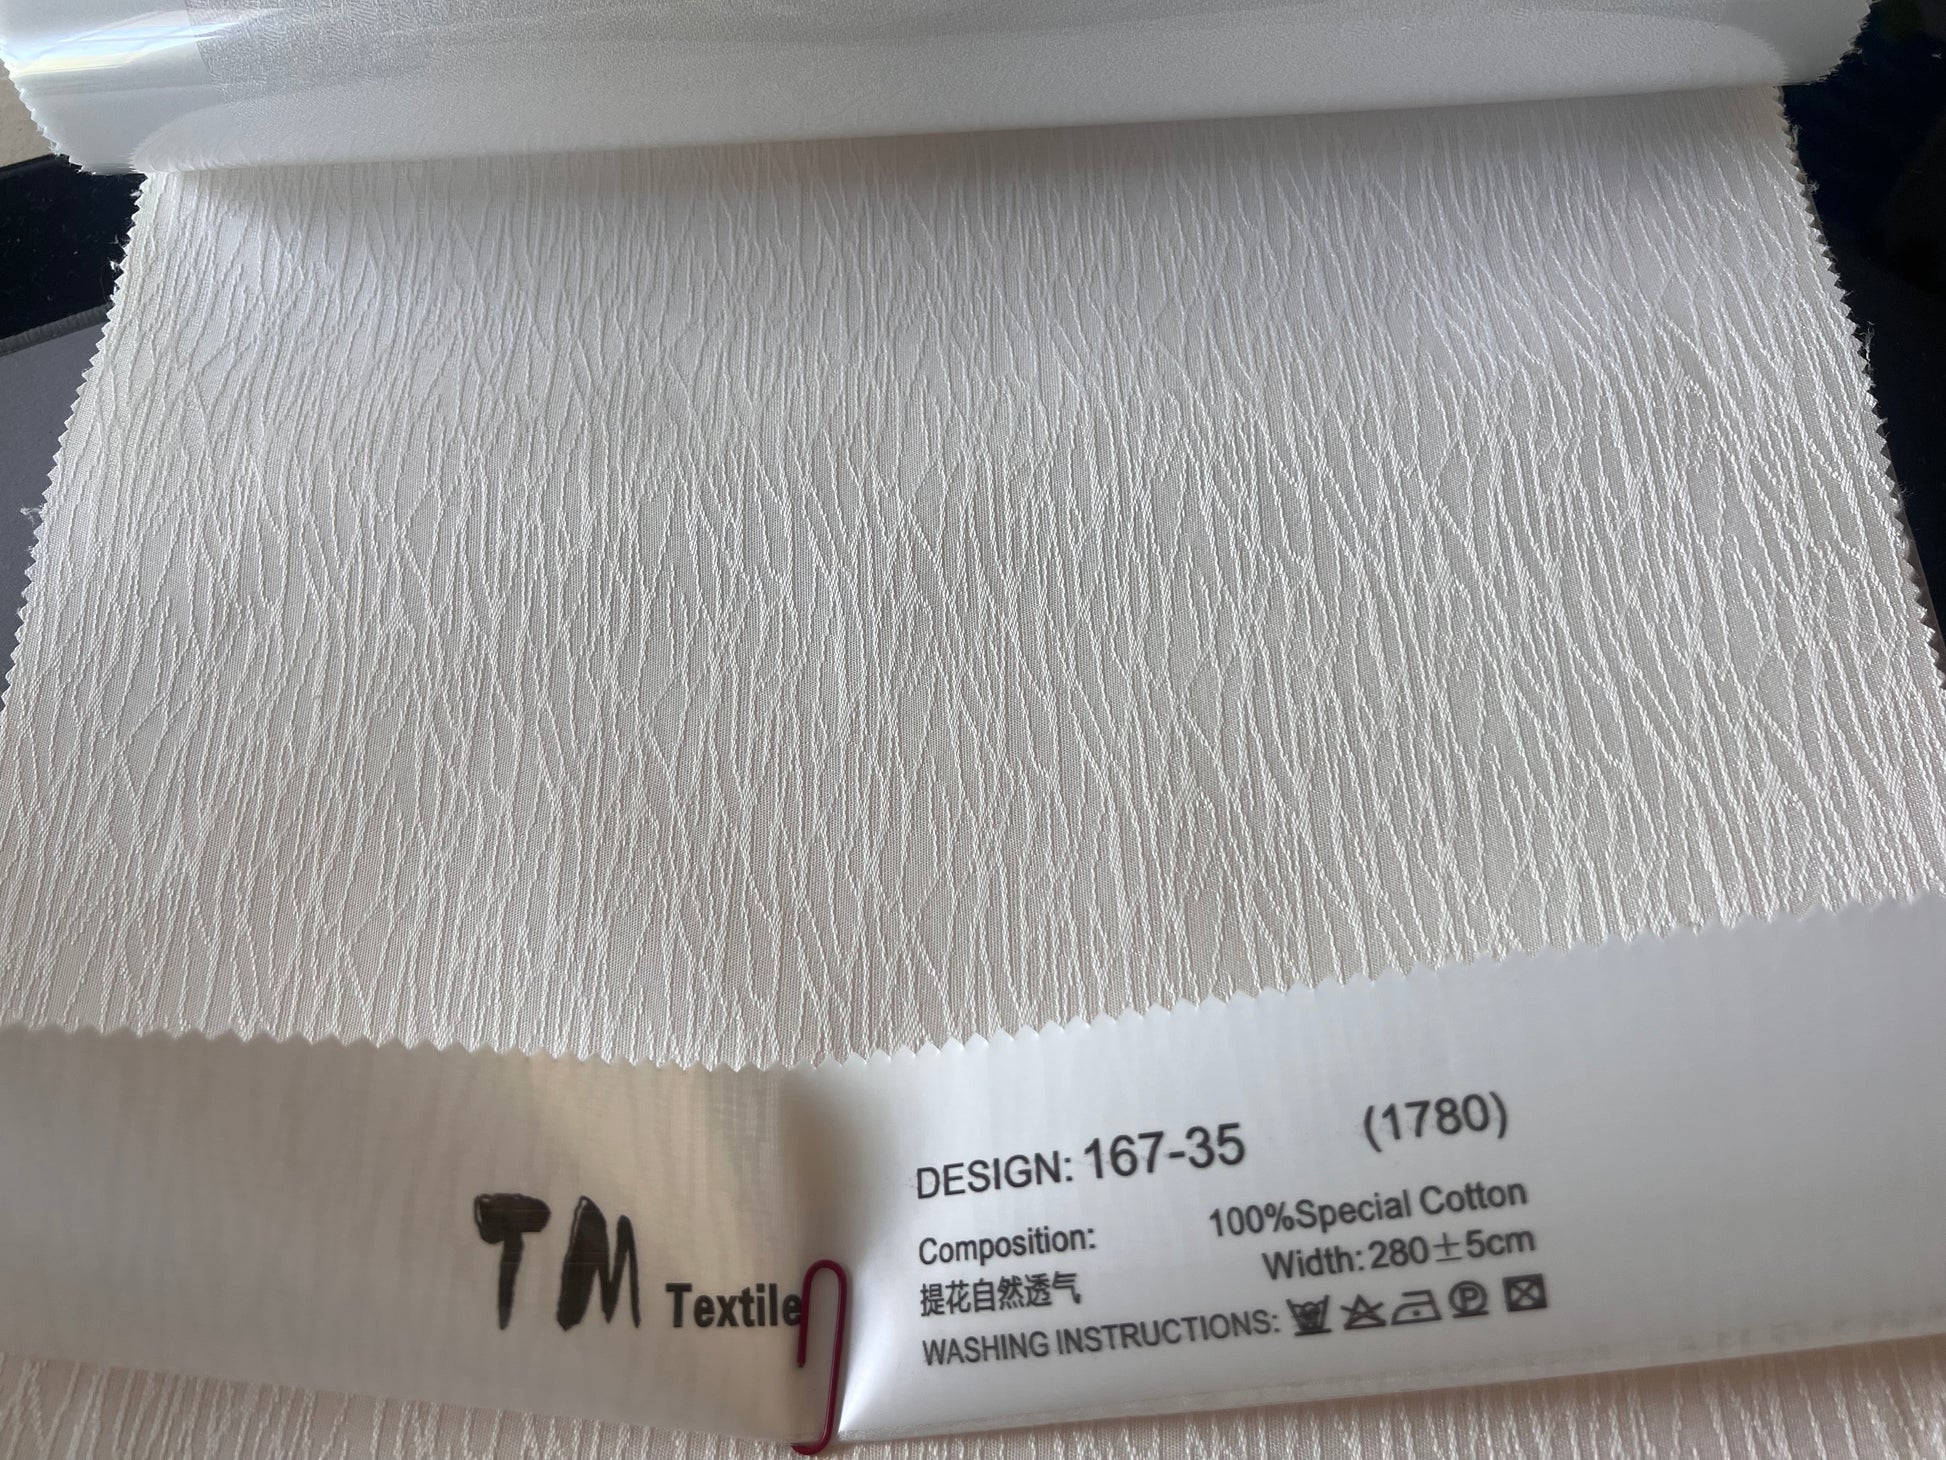 TM Textile
DESIGN: 167-35 (1780)
Composition: 100%Special Cotton
提花自然透气 Width: 280±5cm
WASHING INSTRUCTIONS: